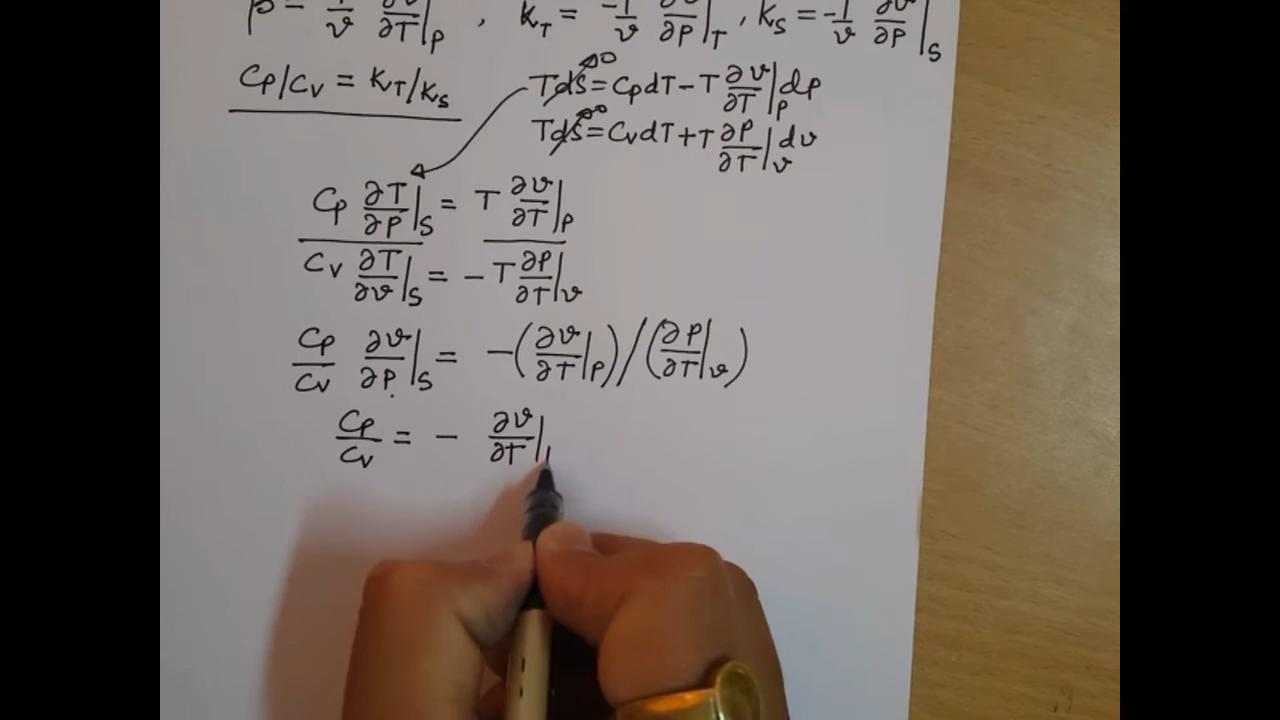 β = 1/v ∂v/∂T|P , KT = -1/v ∂v/∂P|T , KS = -1/v ∂v/∂P|S
CP/CV = KT/KS
TdS=CPdT-T ∂v/∂T|P dP
TdS=CVdT+T ∂P/∂T|v dv
CP ∂T/∂P|S = T ∂v/∂T|P
CV ∂T/∂v|S = -T ∂P/∂T|v
CP/CV ∂v/∂P|S = -(∂v/∂T|P)/(∂P/∂T|v)
CP/CV = - ∂v/∂T|